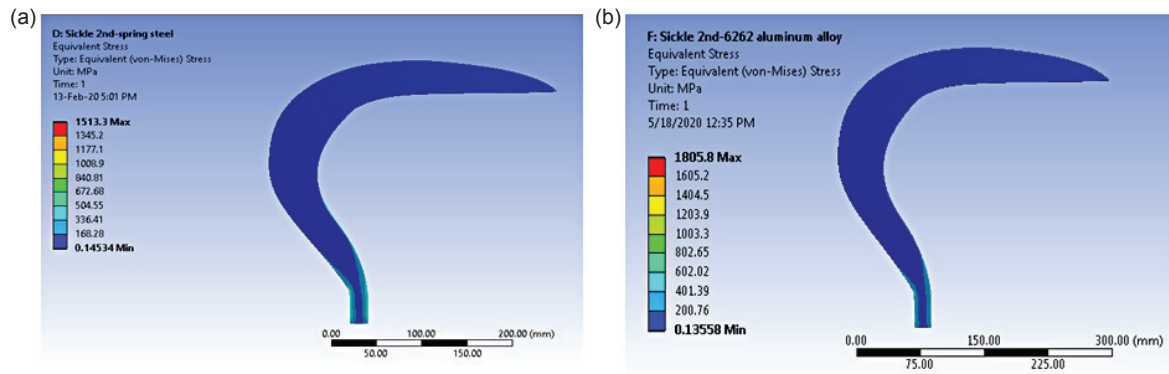 (a)
D: Sickle 2nd-spring steel
Equivalent Stress
Type: Equivalent (von-Mises) Stress
Unit: MPa
Time: 1
13-Feb-20 5:01 PM
1513.3 Max
1345.2
1177.1
1008.9
840.81
672.68
504.55
336.41
168.28
0.14534 Min
0.00 100.00 200.00 (mm)
50.00 150.00
(b)
F: Sickle 2nd-6262 aluminum alloy
Equivalent Stress
Type: Equivalent (von-Mises) Stress
Unit: MPa
Time: 1
5/18/2020 12:35 PM
1805.8 Max
1605.2
1404.5
1203.9
1003.3
802.65
602.02
401.39
200.76
0.13558 Min
0.00 150.00 300.00 (mm)
75.00 225.00